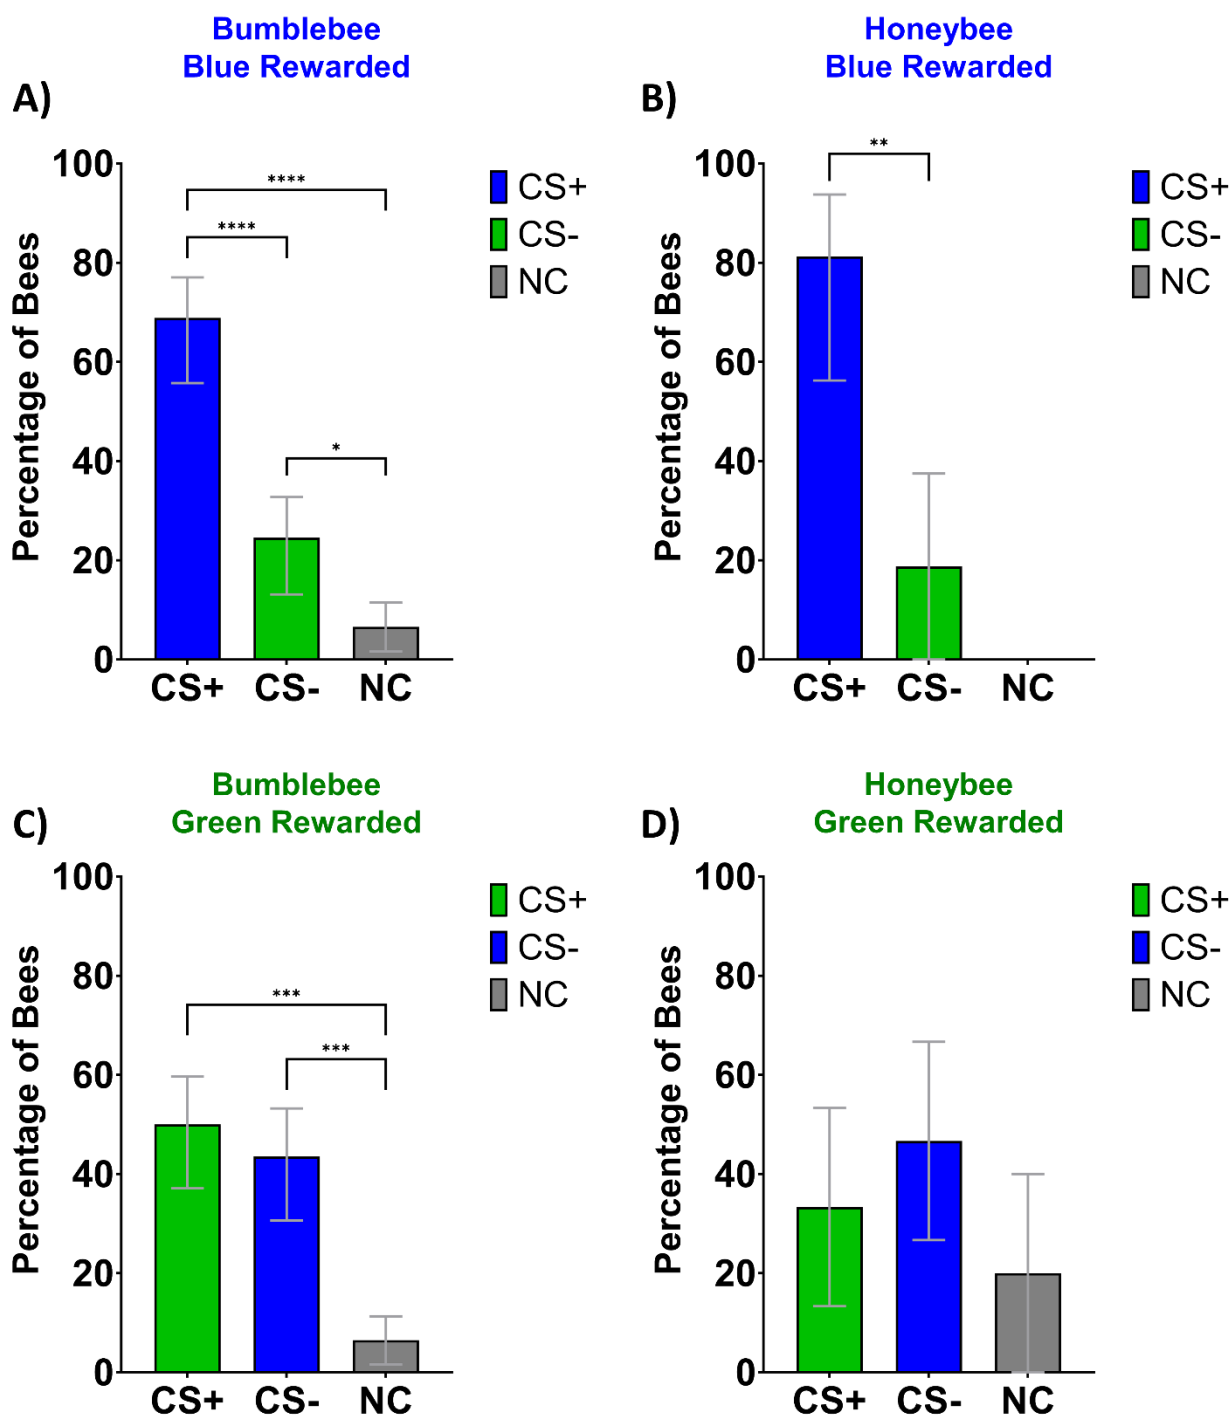 Bumblebee
Blue Rewarded
A)
100
80
60
40
20
0
Percentage of Bees
****
****
*
CS+
CS-
NC
CS+ CS- NC
Honeybee
Blue Rewarded
B)
100
80
60
40
20
0
Percentage of Bees
**
CS+
CS-
NC
CS+ CS- NC
Bumblebee
Green Rewarded
C)
100
80
60
40
20
0
Percentage of Bees
***
***
CS+
CS-
NC
CS+ CS- NC
Honeybee
Green Rewarded
D)
100
80
60
40
20
0
Percentage of Bees
CS+
CS-
NC
CS+ CS- NC